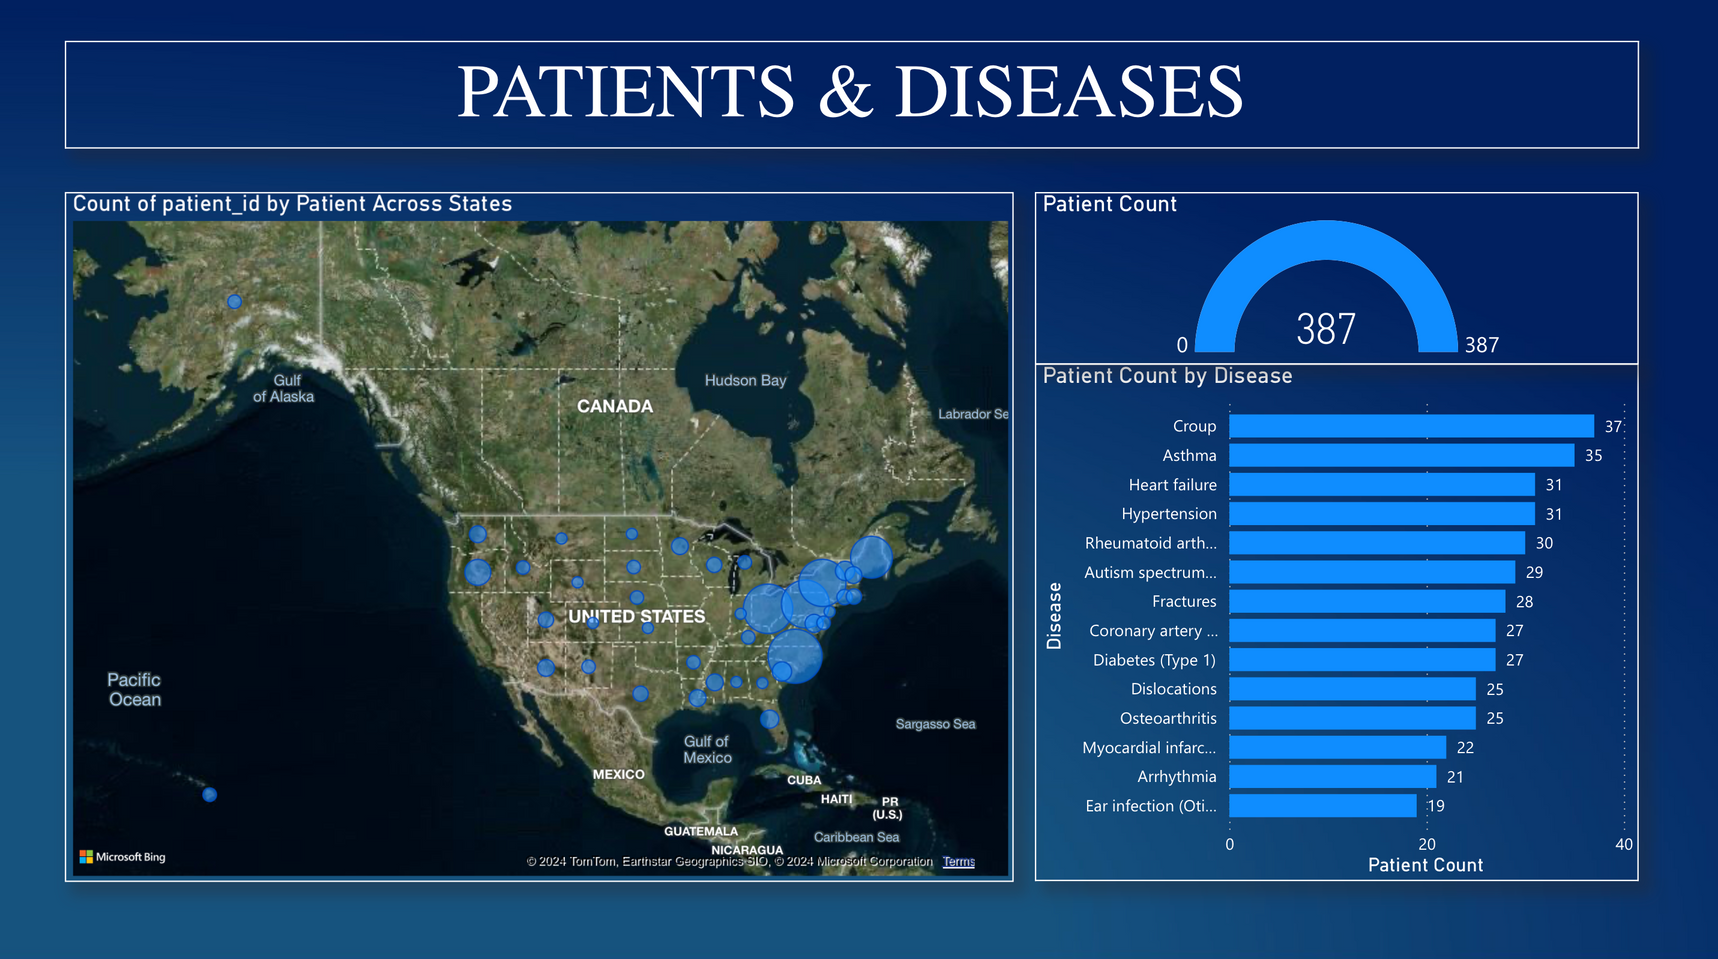 PATIENTS & DISEASES
Count of patient_id by Patient Across States
Gulf
of Alaska
Hudson Bay
CANADA
Labrador Se
UNITED STATES
Pacific
Ocean
Sargasso Sea
Gulf of
Mexico
MEXICO
CUBA
HAITI
PR
(U.S.)
GUATEMALA
Caribbean Sea
NICARAGUA
Microsoft Bing
© 2024 TomTom, Earthstar Geographics SIO, © 2024 Microsoft Corporation Terms
Patient Count
387
0
387
Patient Count by Disease
Disease
Croup 37
Asthma 35
Heart failure 31
Hypertension 31
Rheumatoid arth... 30
Autism spectrum... 29
Fractures 28
Coronary artery ... 27
Diabetes (Type 1) 27
Dislocations 25
Osteoarthritis 25
Myocardial infarc... 22
Arrhythmia 21
Ear infection (Oti... 19
0 20 40
Patient Count